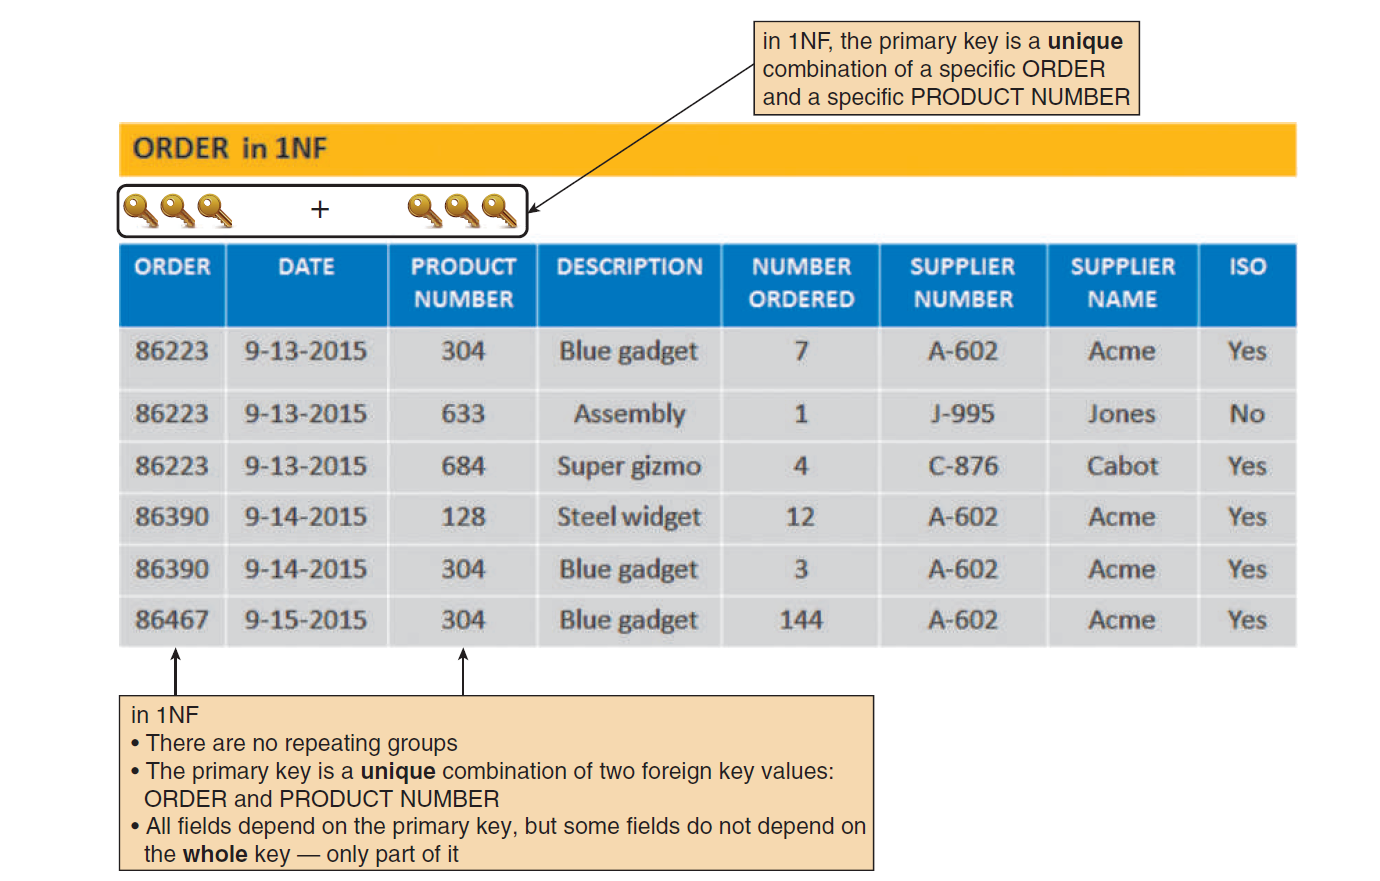 in 1NF, the primary key is a unique
combination of a specific ORDER
and a specific PRODUCT NUMBER
ORDER in 1NF
+
ORDER DATE PRODUCT NUMBER DESCRIPTION NUMBER ORDERED SUPPLIER NUMBER SUPPLIER NAME ISO
86223 9-13-2015 304 Blue gadget 7 A-602 Acme Yes
86223 9-13-2015 633 Assembly 1 J-995 Jones No
86223 9-13-2015 684 Super gizmo 4 C-876 Cabot Yes
86390 9-14-2015 128 Steel widget 12 A-602 Acme Yes
86390 9-14-2015 304 Blue gadget 3 A-602 Acme Yes
86467 9-15-2015 304 Blue gadget 144 A-602 Acme Yes
in 1NF
• There are no repeating groups
• The primary key is a unique combination of two foreign key values:
ORDER and PRODUCT NUMBER
• All fields depend on the primary key, but some fields do not depend on
the whole key — only part of it